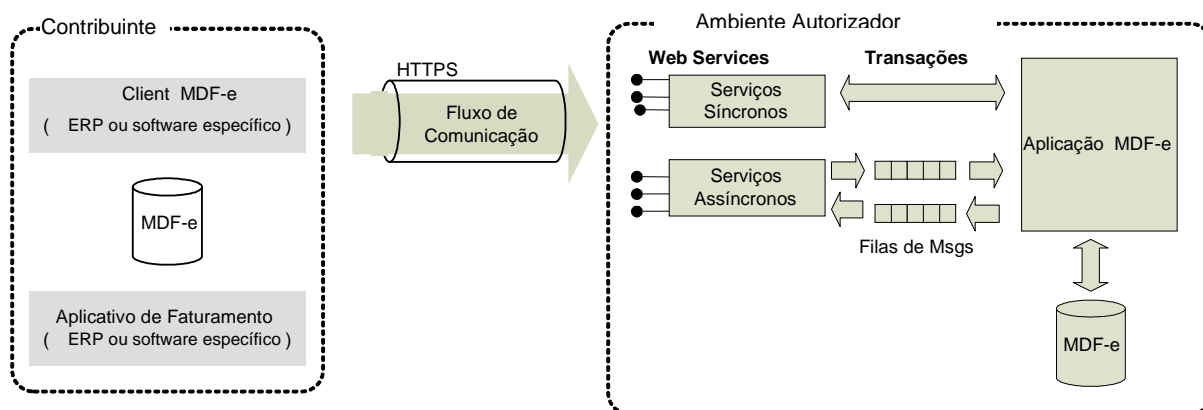 Contribuinte
Client MDF-e
( ERP ou software específico )
MDF-e
Aplicativo de Faturamento
( ERP ou software específico )
HTTPS
Fluxo de
Comunicação
Ambiente Autorizador
Web Services
Transações
Serviços
Síncronos
Serviços
Assíncronos
Filas de Msgs
Aplicação MDF-e
MDF-e